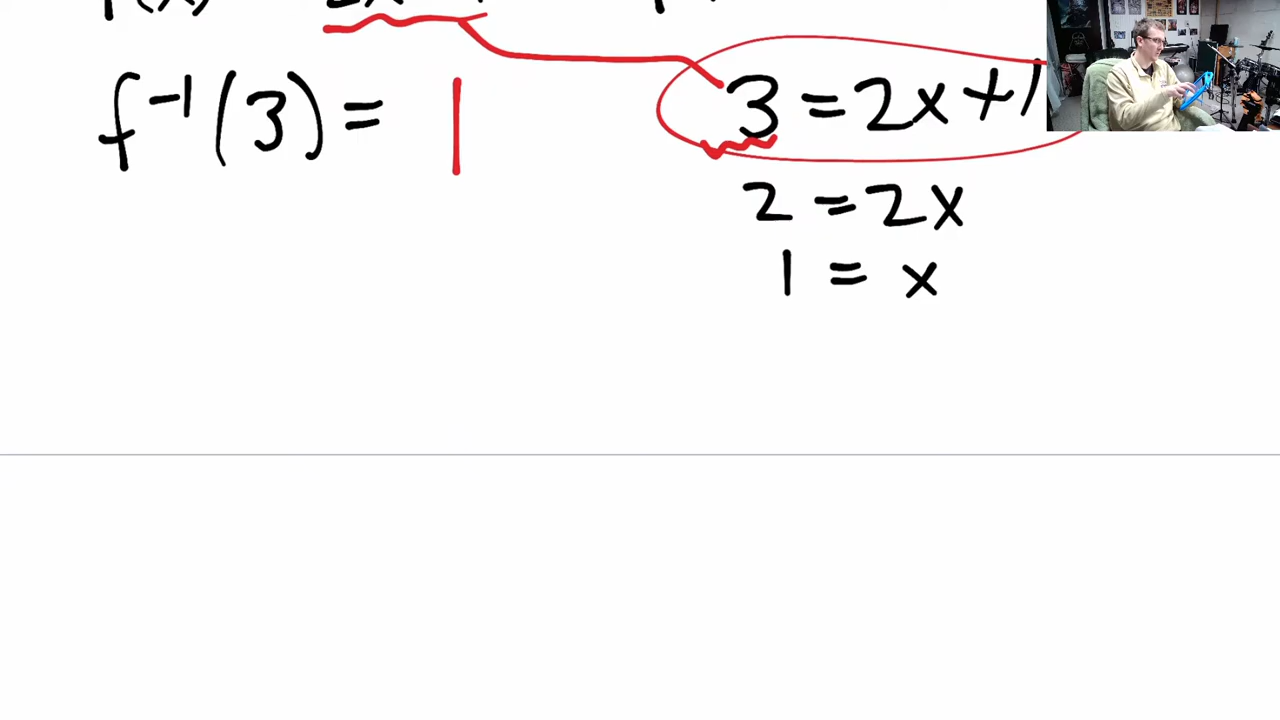 f⁻¹(3) = 1
3 = 2x + 1
2 = 2x
1 = x